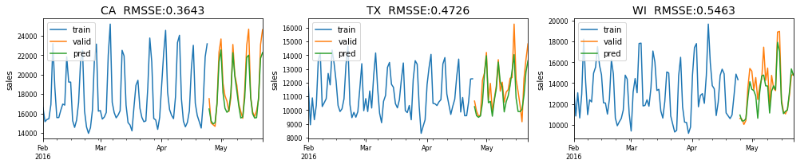 CA RMSSE:0.3643
sales
24000
22000
20000
18000
16000
14000
train
valid
pred
Feb
2016
Mar
Apr
May
TX RMSSE:0.4726
sales
16000
15000
14000
13000
12000
11000
10000
9000
8000
train
valid
pred
Feb
2016
Mar
Apr
May
WI RMSSE:0.5463
sales
20000
18000
16000
14000
12000
10000
train
valid
pred
Feb
2016
Mar
Apr
May